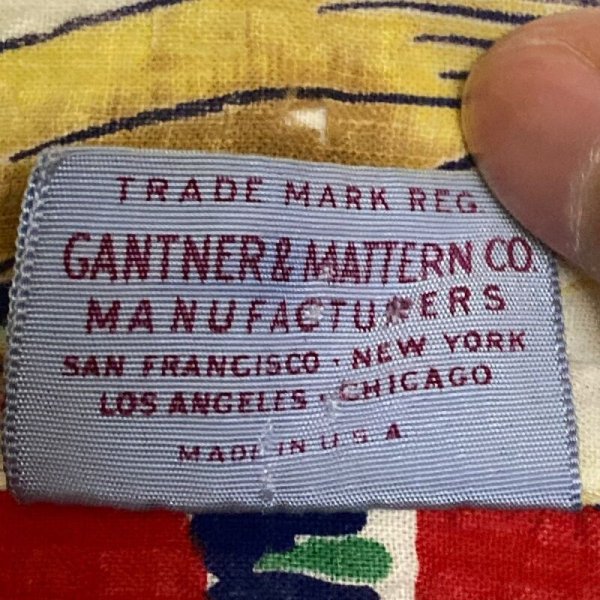 TRADE MARK REG.
GANTNER & MATTERN CO.
MANUFACTURERS
SAN FRANCISCO · NEW YORK
LOS ANGELES · CHICAGO
MADE IN U S A